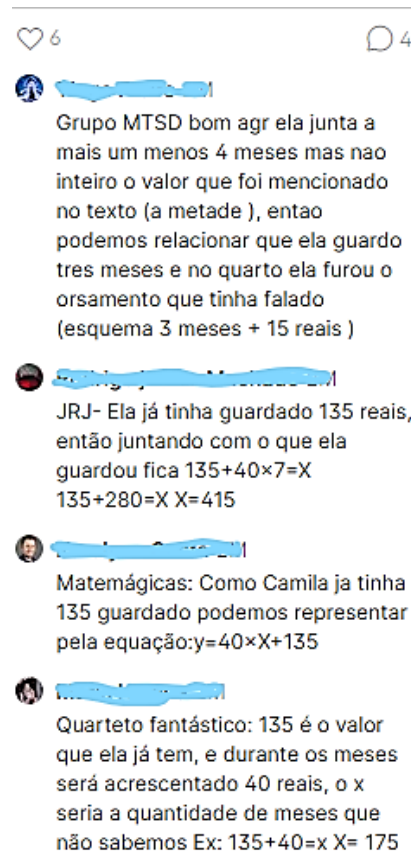 6
4
Grupo MTSD bom agr ela junta a
mais um menos 4 meses mas nao
inteiro o valor que foi mencionado
no texto (a metade ), entao
podemos relacionar que ela guardo
tres meses e no quarto ela furou o
orsamento que tinha falado
(esquema 3 meses + 15 reais )
JRJ- Ela já tinha guardado 135 reais,
então juntando com o que ela
guardou fica 135+40×7=X
135+280=X X=415
Matemágicas: Como Camila ja tinha
135 guardado podemos representar
pela equação:y=40×X+135
Quarteto fantástico: 135 é o valor
que ela já tem, e durante os meses
será acrescentado 40 reais, o x
seria a quantidade de meses que
não sabemos Ex: 135+40=x X= 175